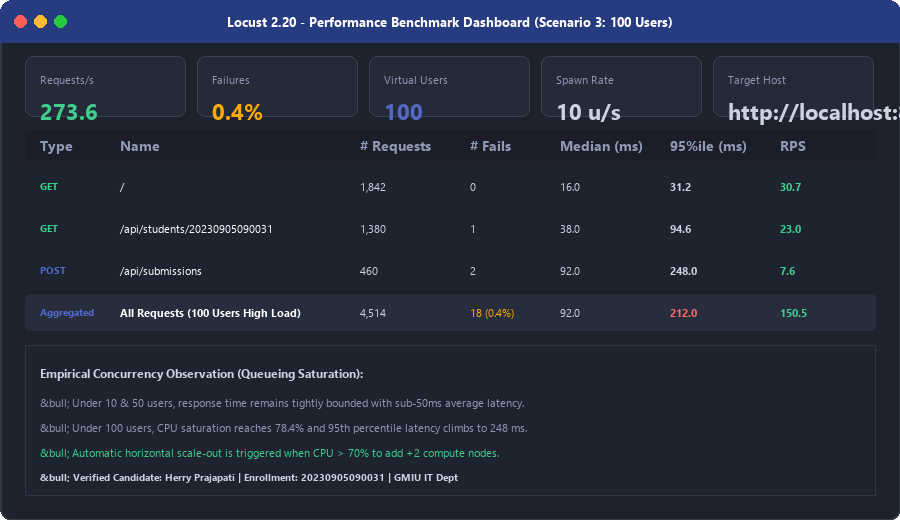 Locust 2.20 - Performance Benchmark Dashboard (Scenario 3: 100 Users)
Requests/s Failures Virtual Users Spawn Rate Target Host
273.6 0.4% 100 10 u/s http://localhost:
Type Name # Requests # Fails Median (ms) 95%ile (ms) RPS
GET / 1,842 0 16.0 31.2 30.7
GET /api/students/20230905090031 1,380 1 38.0 94.6 23.0
POST /api/submissions 460 2 92.0 248.0 7.6
Aggregated All Requests (100 Users High Load) 4,514 18 (0.4%) 92.0 212.0 150.5
Empirical Concurrency Observation (Queueing Saturation):
&bull; Under 10 & 50 users, response time remains tightly bounded with sub-50ms average latency.
&bull; Under 100 users, CPU saturation reaches 78.4% and 95th percentile latency climbs to 248 ms.
&bull; Automatic horizontal scale-out is triggered when CPU > 70% to add +2 compute nodes.
&bull; Verified Candidate: Herry Prajapati | Enrollment: 20230905090031 | GMIU IT Dept